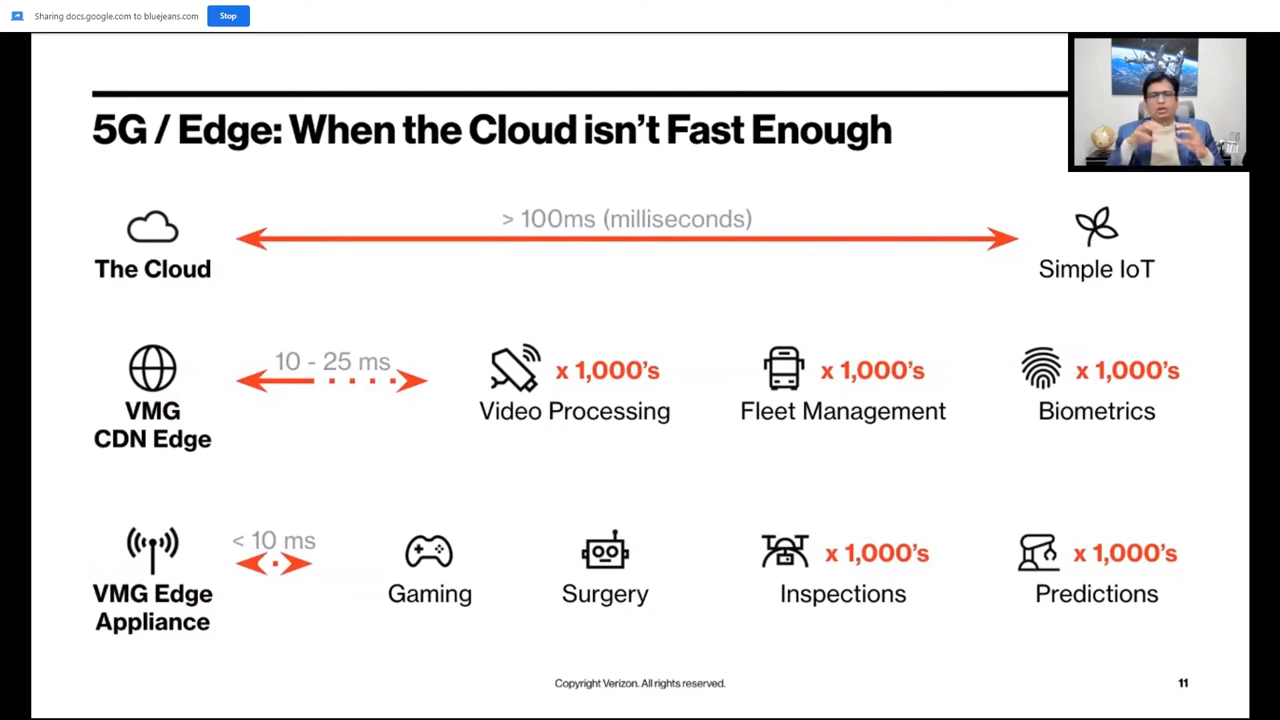 Sharing docs.google.com to bluejeans.com
Stop
5G / Edge: When the Cloud isn't Fast Enough
> 100ms (milliseconds)
The Cloud
Simple IoT
10 - 25 ms
x 1,000's
x 1,000's
x 1,000's
VMG
CDN Edge
Video Processing
Fleet Management
Biometrics
< 10 ms
x 1,000's
x 1,000's
VMG Edge
Appliance
Gaming
Surgery
Inspections
Predictions
Copyright Verizon. All rights reserved.
11